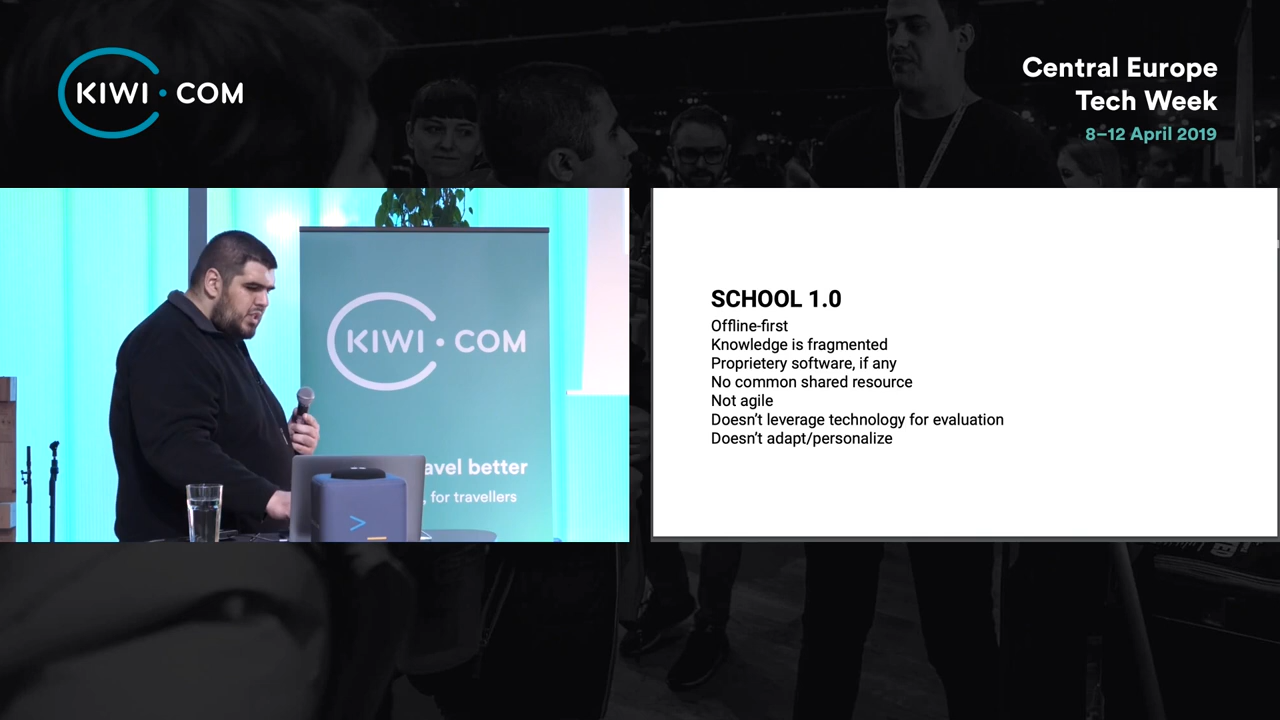 KIWI.COM
Central Europe
Tech Week
8–12 April 2019
KIWI.COM
avel better
, for travellers
>_
SCHOOL 1.0
Offline-first
Knowledge is fragmented
Proprietery software, if any
No common shared resource
Not agile
Doesn't leverage technology for evaluation
Doesn't adapt/personalize